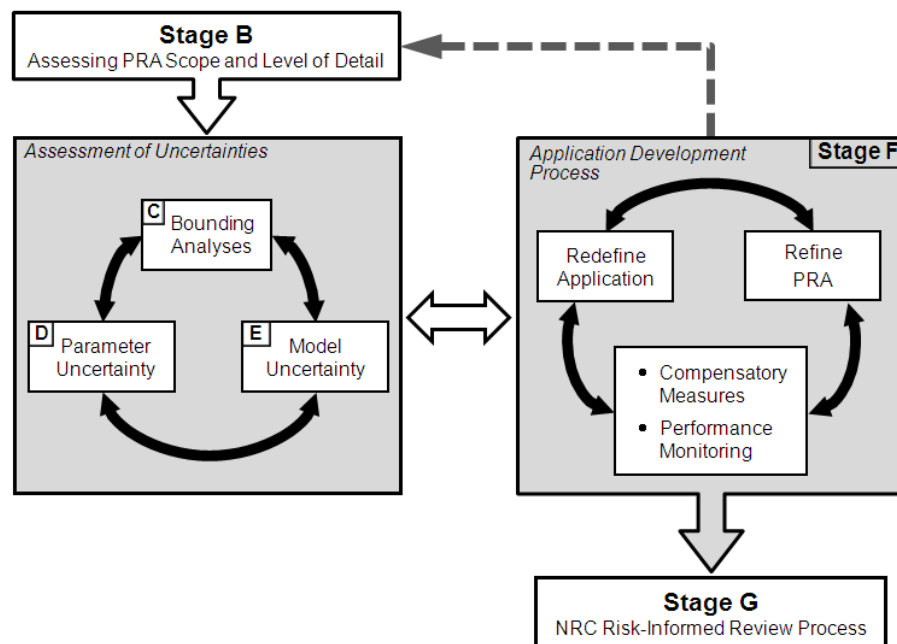 Stage B
Assessing PRA Scope and Level of Detail
Assessment of Uncertainties
C
Bounding
Analyses
D
Parameter
Uncertainty
E
Model
Uncertainty
Application Development
Process
Stage F
Redefine
Application
Refine
PRA
• Compensatory
Measures
• Performance
Monitoring
Stage G
NRC Risk-Informed Review Process